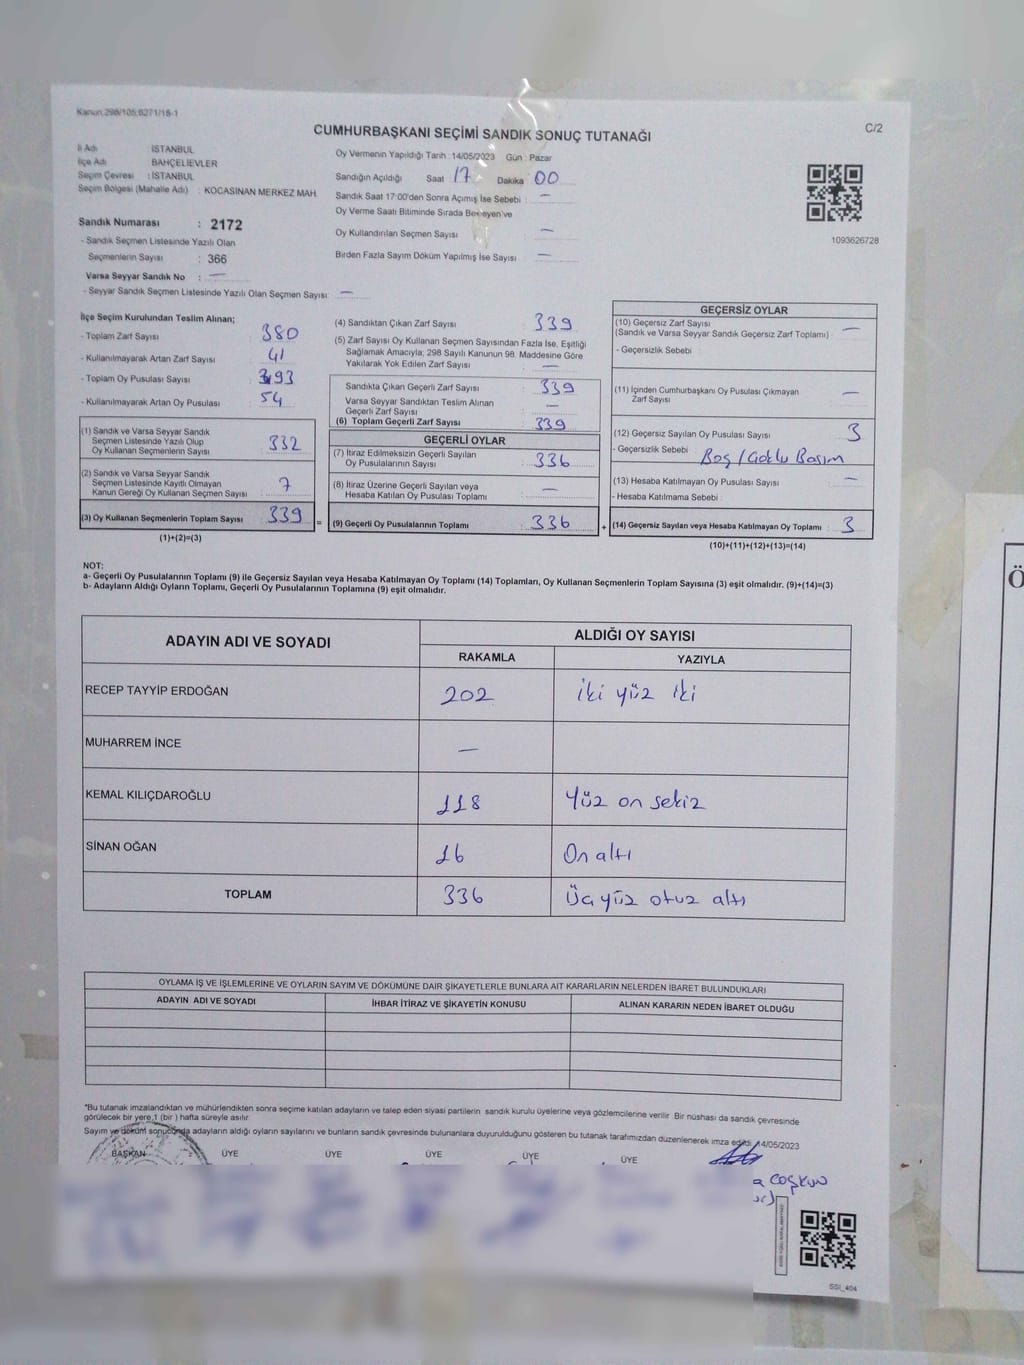 Kanun:298/105;6271/16-1
CUMHURBAŞKANI SEÇİMİ SANDIK SONUÇ TUTANAĞI
C/2
İl Adı : İSTANBUL
İlçe Adı : BAHÇELİEVLER
Seçim Çevresi : İSTANBUL
Seçim Bölgesi (Mahalle Adı) : KOCASİNAN MERKEZ MAH.
Sandık Numarası : 2172
- Sandık Seçmen Listesinde Yazılı Olan
Seçmenlerin Sayısı : 366
Varsa Seyyar Sandık No : —
- Seyyar Sandık Seçmen Listesinde Yazılı Olan Seçmen Sayısı: —
Oy Vermenin Yapıldığı Tarih : 14/05/2023 Gün : Pazar
Sandığın Açıldığı Saat 17 Dakika 00
Sandık Saat 17:00'den Sonra Açılmış İse Sebebi : —
Oy Verme Saati Bitiminde Sırada Bekleyen ve
Oy Kullandırılan Seçmen Sayısı —
Birden Fazla Sayım Döküm Yapılmış İse Sayısı —
1093626728
İlçe Seçim Kurulundan Teslim Alınan;
- Toplam Zarf Sayısı 380
- Kullanılmayarak Artan Zarf Sayısı 41
- Toplam Oy Pusulası Sayısı 393
- Kullanılmayarak Artan Oy Pusulası 54
(1) Sandık ve Varsa Seyyar Sandık
Seçmen Listesinde Yazılı Olup
Oy Kullanan Seçmenlerin Sayısı 332
(2) Sandık ve Varsa Seyyar Sandık
Seçmen Listesinde Kayıtlı Olmayan
Kanun Gereği Oy Kullanan Seçmen Sayısı 7
(3) Oy Kullanan Seçmenlerin Toplam Sayısı 339 =
(1)+(2)=(3)
(4) Sandıktan Çıkan Zarf Sayısı 339
(5) Zarf Sayısı Oy Kullanan Seçmen Sayısından Fazla İse, Eşitliği
Sağlamak Amacıyla; 298 Sayılı Kanunun 98. Maddesine Göre
Yakılarak Yok Edilen Zarf Sayısı —
Sandıkta Çıkan Geçerli Zarf Sayısı 339
Varsa Seyyar Sandıktan Teslim Alınan
Geçerli Zarf Sayısı —
(6) Toplam Geçerli Zarf Sayısı 339
GEÇERLİ OYLAR
(7) İtiraz Edilmeksizin Geçerli Sayılan
Oy Pusulalarının Sayısı 336
(8) İtiraz Üzerine Geçerli Sayılan veya
Hesaba Katılan Oy Pusulası Toplamı —
(9) Geçerli Oy Pusulalarının Toplamı : 336 +
GEÇERSİZ OYLAR
(10) Geçersiz Zarf Sayısı
(Sandık ve Varsa Seyyar Sandık Geçersiz Zarf Toplamı) —
- Geçersizlik Sebebi
(11) İçinden Cumhurbaşkanı Oy Pusulası Çıkmayan
Zarf Sayısı —
(12) Geçersiz Sayılan Oy Pusulası Sayısı 3
- Geçersizlik Sebebi Boş / Çoklu Basım
(13) Hesaba Katılmayan Oy Pusulası Sayısı —
- Hesaba Katılmama Sebebi
(14) Geçersiz Sayılan veya Hesaba Katılmayan Oy Toplamı 3
(10)+(11)+(12)+(13)=(14)
NOT:
a- Geçerli Oy Pusulalarının Toplamı (9) ile Geçersiz Sayılan veya Hesaba Katılmayan Oy Toplamı (14) Toplamları, Oy Kullanan Seçmenlerin Toplam Sayısına (3) eşit olmalıdır. (9)+(14)=(3)
b- Adayların Aldığı Oyların Toplamı, Geçerli Oy Pusulalarının Toplamına (9) eşit olmalıdır.
ADAYIN ADI VE SOYADI ALDIĞI OY SAYISI
RAKAMLA YAZIYLA
RECEP TAYYİP ERDOĞAN 202 iki yüz iki
MUHARREM İNCE —
KEMAL KILIÇDAROĞLU 118 Yüz on sekiz
SİNAN OĞAN 16 On altı
TOPLAM 336 Üç yüz otuz altı
OYLAMA İŞ VE İŞLEMLERİNE VE OYLARIN SAYIM VE DÖKÜMÜNE DAİR ŞİKAYETLERLE BUNLARA AİT KARARLARIN NELERDEN İBARET BULUNDUKLARI
ADAYIN ADI VE SOYADI İHBAR İTİRAZ VE ŞİKAYETİN KONUSU ALINAN KARARIN NEDEN İBARET OLDUĞU
*Bu tutanak imzalandıktan ve mühürlendikten sonra seçime katılan adayların ve talep eden siyasi partilerin sandık kurulu üyelerine veya gözlemcilerine verilir. Bir nüshası da sandık çevresinde
görülecek bir yere,1 (bir ) hafta süreyle asılır.
Sayım ve döküm sonucunda adayların aldığı oyların sayılarını ve bunların sandık çevresinde bulunanlara duyurulduğunu gösteren bu tutanak tarafımızdan düzenlenerek imza edildi. 14/05/2023
BAŞKAN ÜYE ÜYE ÜYE ÜYE ÜYE
COŞKUN
SSI_404
Ö